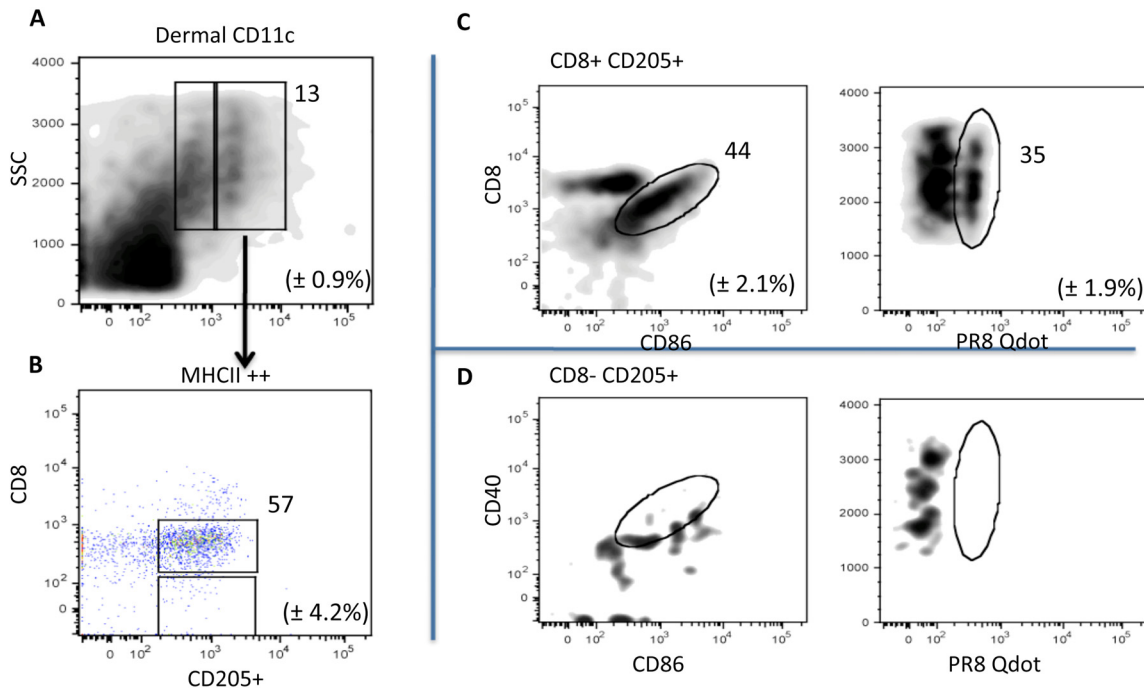 A
Dermal CD11c
4000
3000
2000
1000
0
SSC
13
(± 0.9%)
0 10² 10³ 10⁴ 10⁵
B
MHCII ++
10⁵
10⁴
10³
10²
0
CD8
57
(± 4.2%)
0 10² 10³ 10⁴ 10⁵
CD205+
C
CD8+ CD205+
10⁵
10⁴
10³
10²
0
CD8
44
(± 2.1%)
0 10² 10³ 10⁴ 10⁵
CD86
4000
3000
2000
1000
0
35
(± 1.9%)
0 10² 10³ 10⁴ 10⁵
PR8 Qdot
D
CD8- CD205+
10⁵
10⁴
10³
10²
0
CD40
0 10² 10³ 10⁴ 10⁵
CD86
4000
3000
2000
1000
0
0 10² 10³ 10⁴ 10⁵
PR8 Qdot